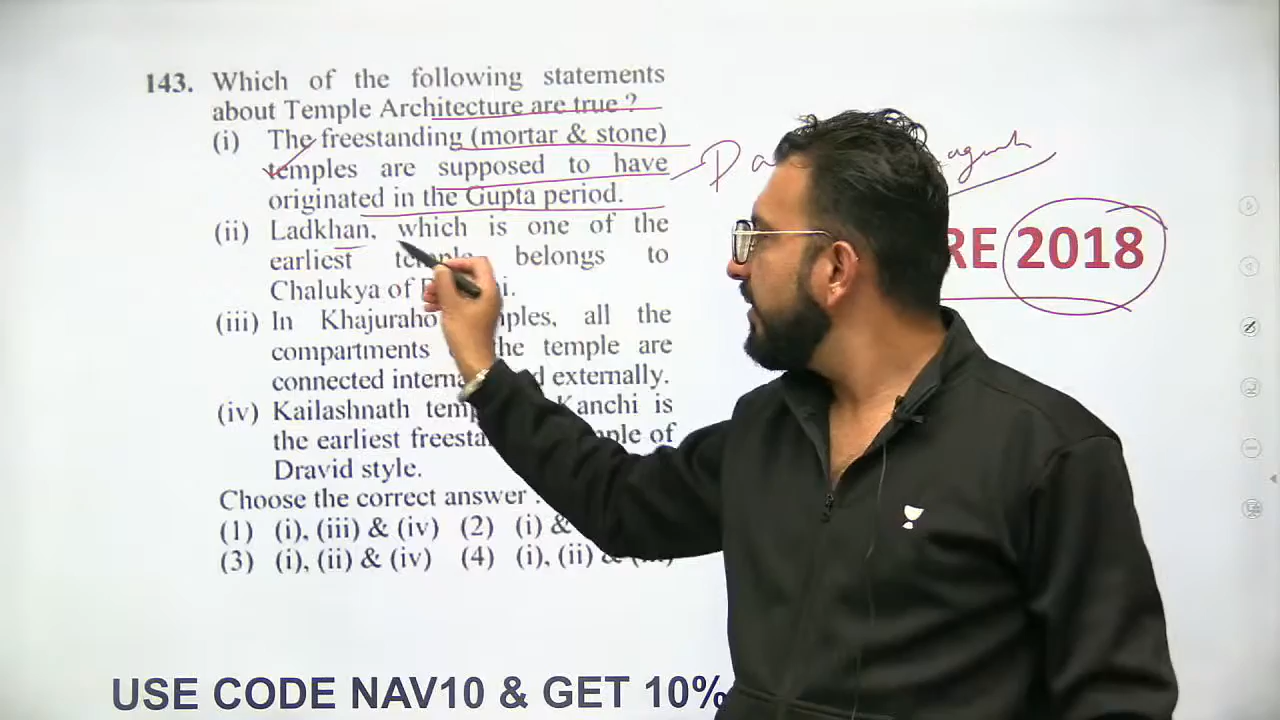 143. Which of the following statements
about Temple Architecture are true ?
(i) The freestanding (mortar & stone)
temples are supposed to have
originated in the Gupta period.
(ii) Ladkhan, which is one of the
earliest temple belongs to
Chalukya of
(iii) In Khajuraho the
all the
compartments the temple are
connected externally.
(iv) Kailashnath Kanchi is
the earliest of
Dravid style.
Choose the correct answer :
(1) (i), (iii) & (iv) (2) (i) &
(3) (i), (ii) & (iv) (4) (i), (ii) &
2018
USE CODE NAV10 & GET 10%